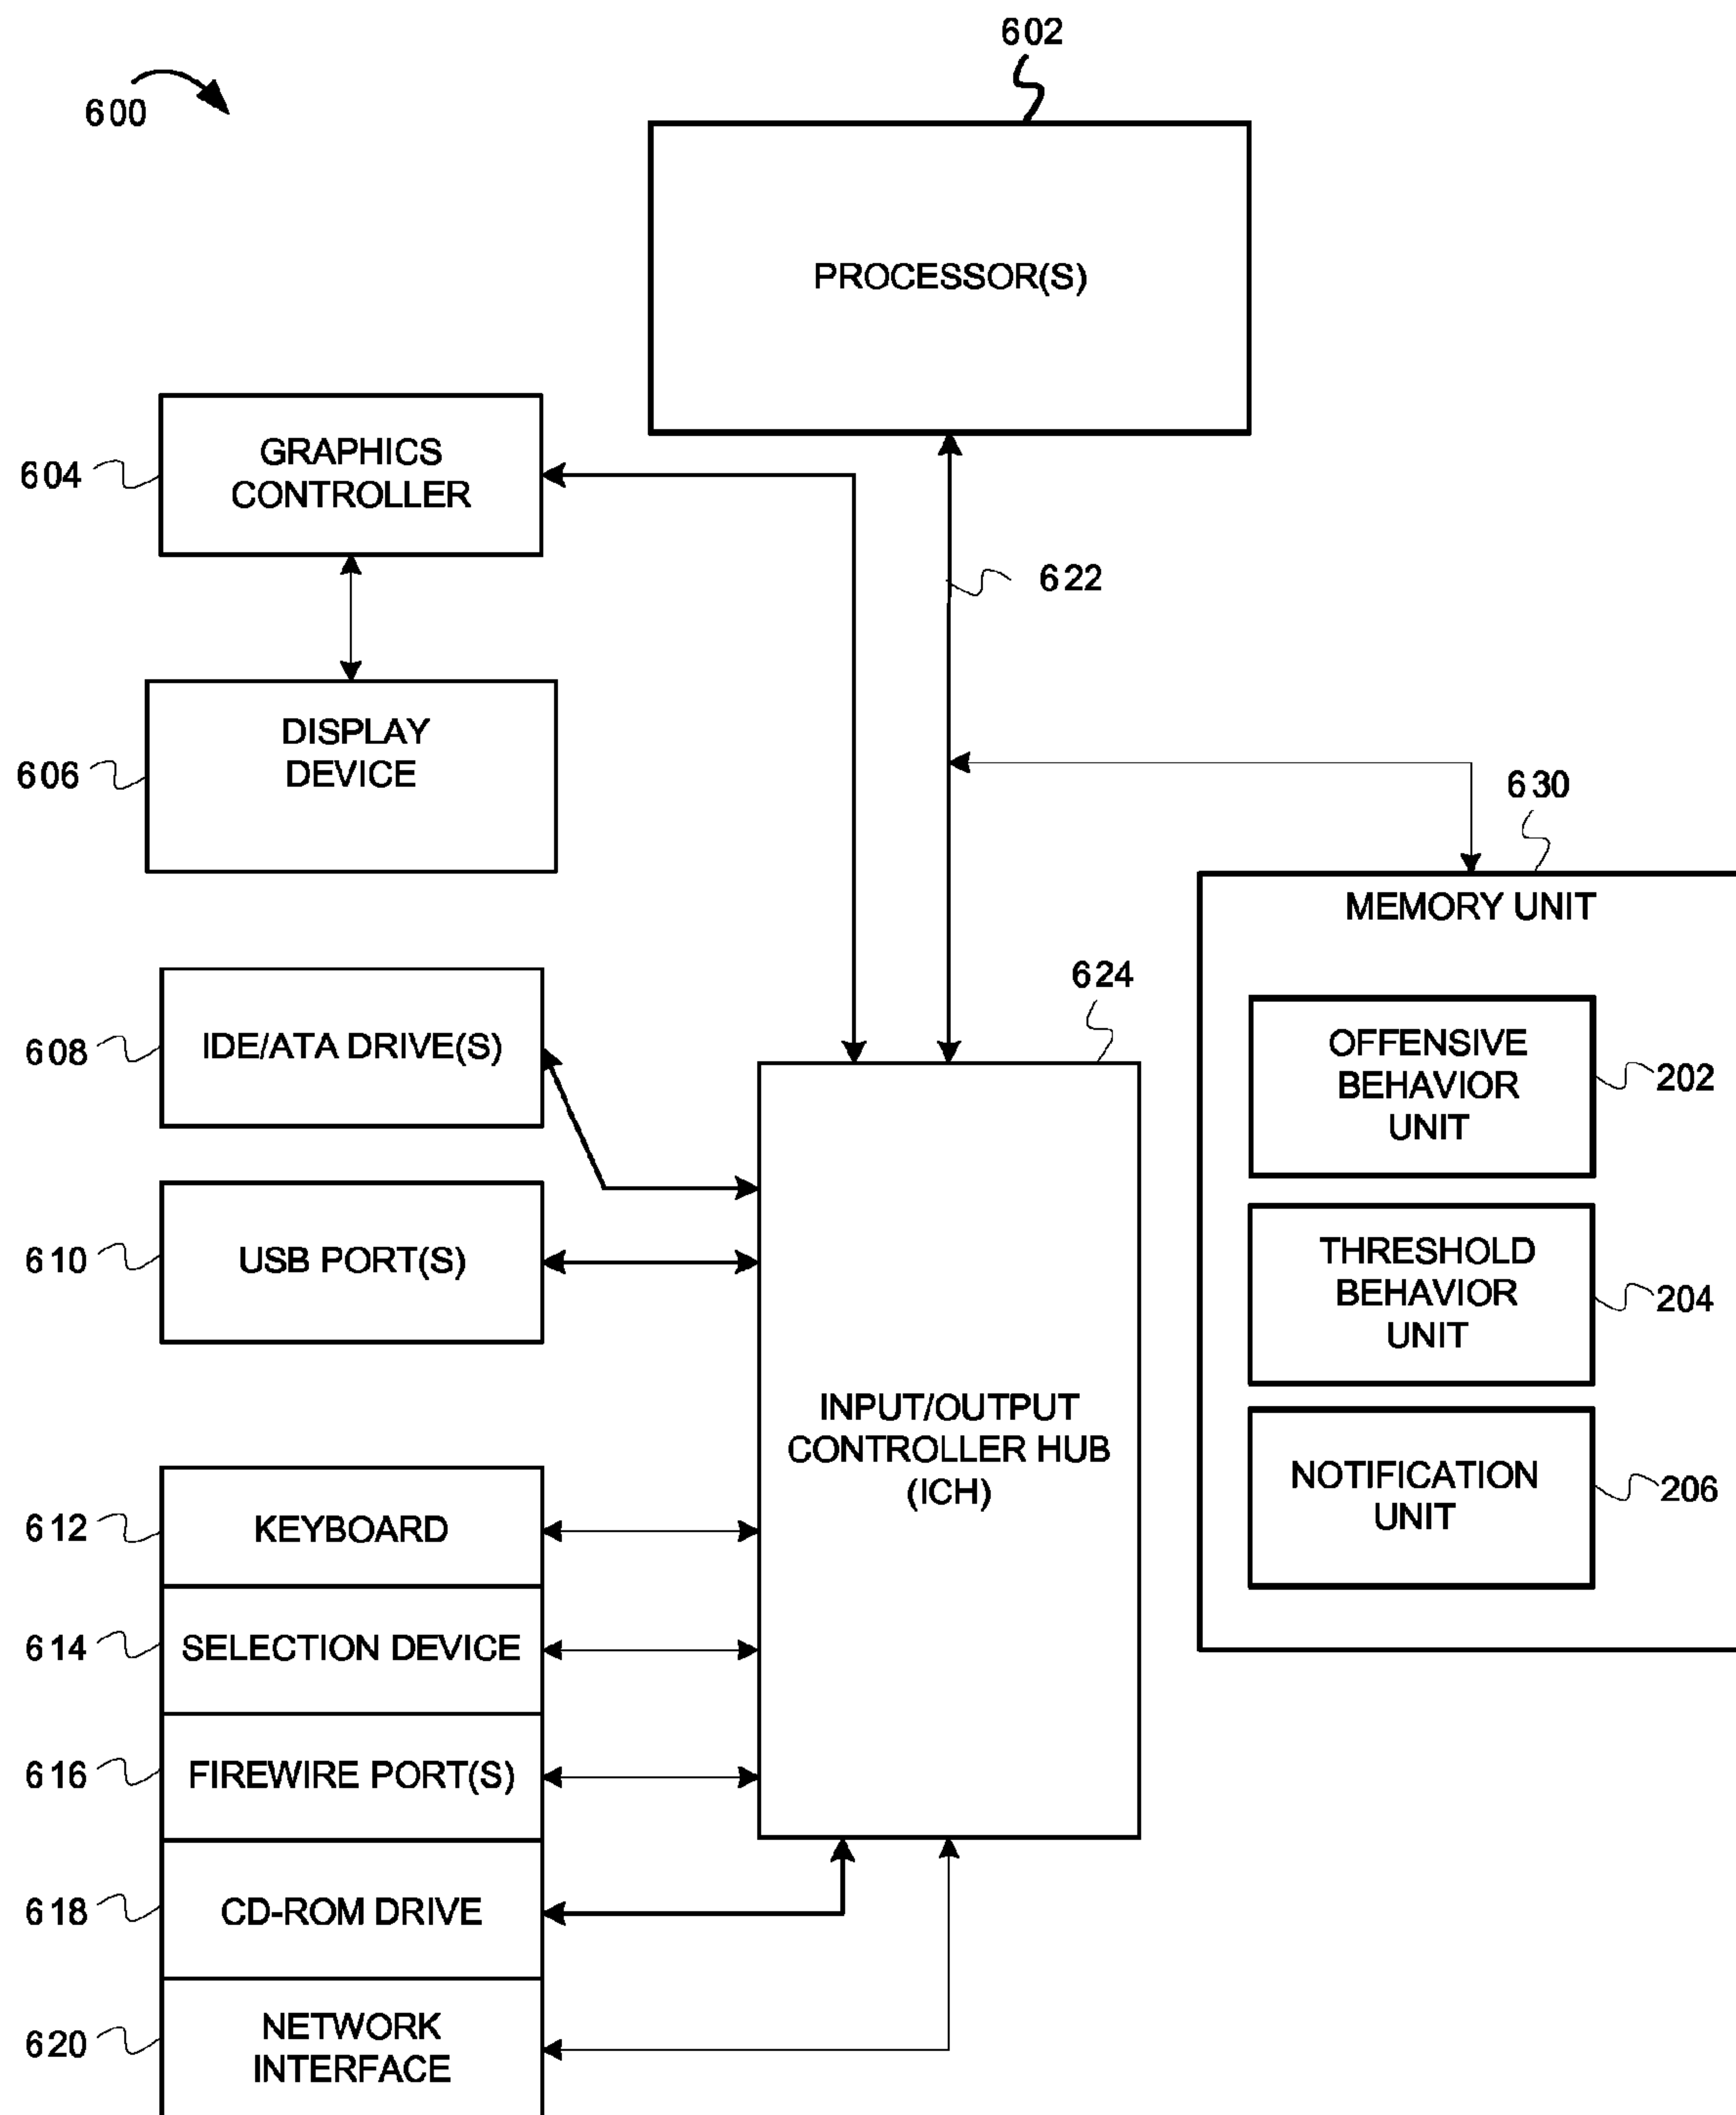 602
600
PROCESSOR(S)
GRAPHICS
CONTROLLER
604
622
DISPLAY
DEVICE
606
630
MEMORY UNIT
624
IDE/ATA DRIVE(S)
608
OFFENSIVE
BEHAVIOR
UNIT
202
USB PORT(S)
610
THRESHOLD
BEHAVIOR
UNIT
204
INPUT/OUTPUT
CONTROLLER HUB
(ICH)
NOTIFICATION
UNIT
206
612
KEYBOARD
614
SELECTION DEVICE
616
FIREWIRE PORT(S)
618
CD-ROM DRIVE
620
NETWORK
INTERFACE